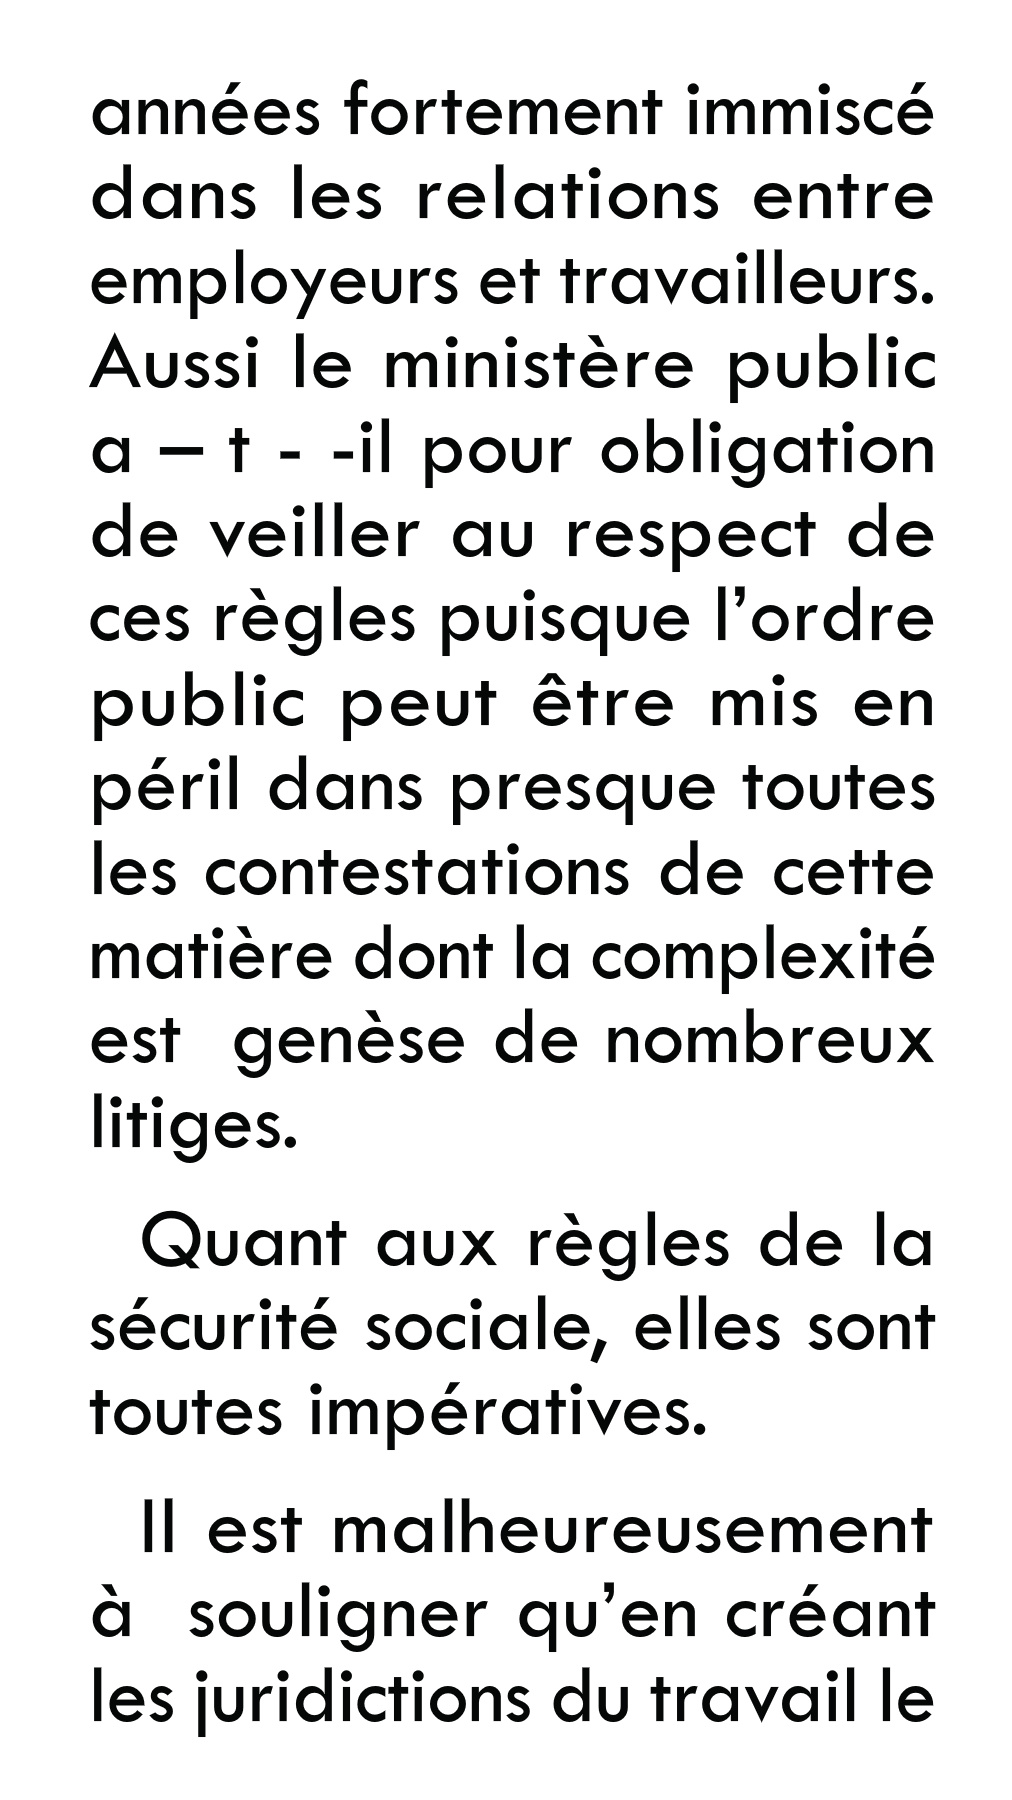 années fortement immiscé
dans les relations entre
employeurs et travailleurs.
Aussi le ministère public
a – t - -il pour obligation
de veiller au respect de
ces règles puisque l’ordre
public peut être mis en
péril dans presque toutes
les contestations de cette
matière dont la complexité
est  genèse de nombreux
litiges.
Quant aux règles de la
sécurité sociale, elles sont
toutes impératives.
Il est malheureusement
à  souligner qu’en créant
les juridictions du travail le